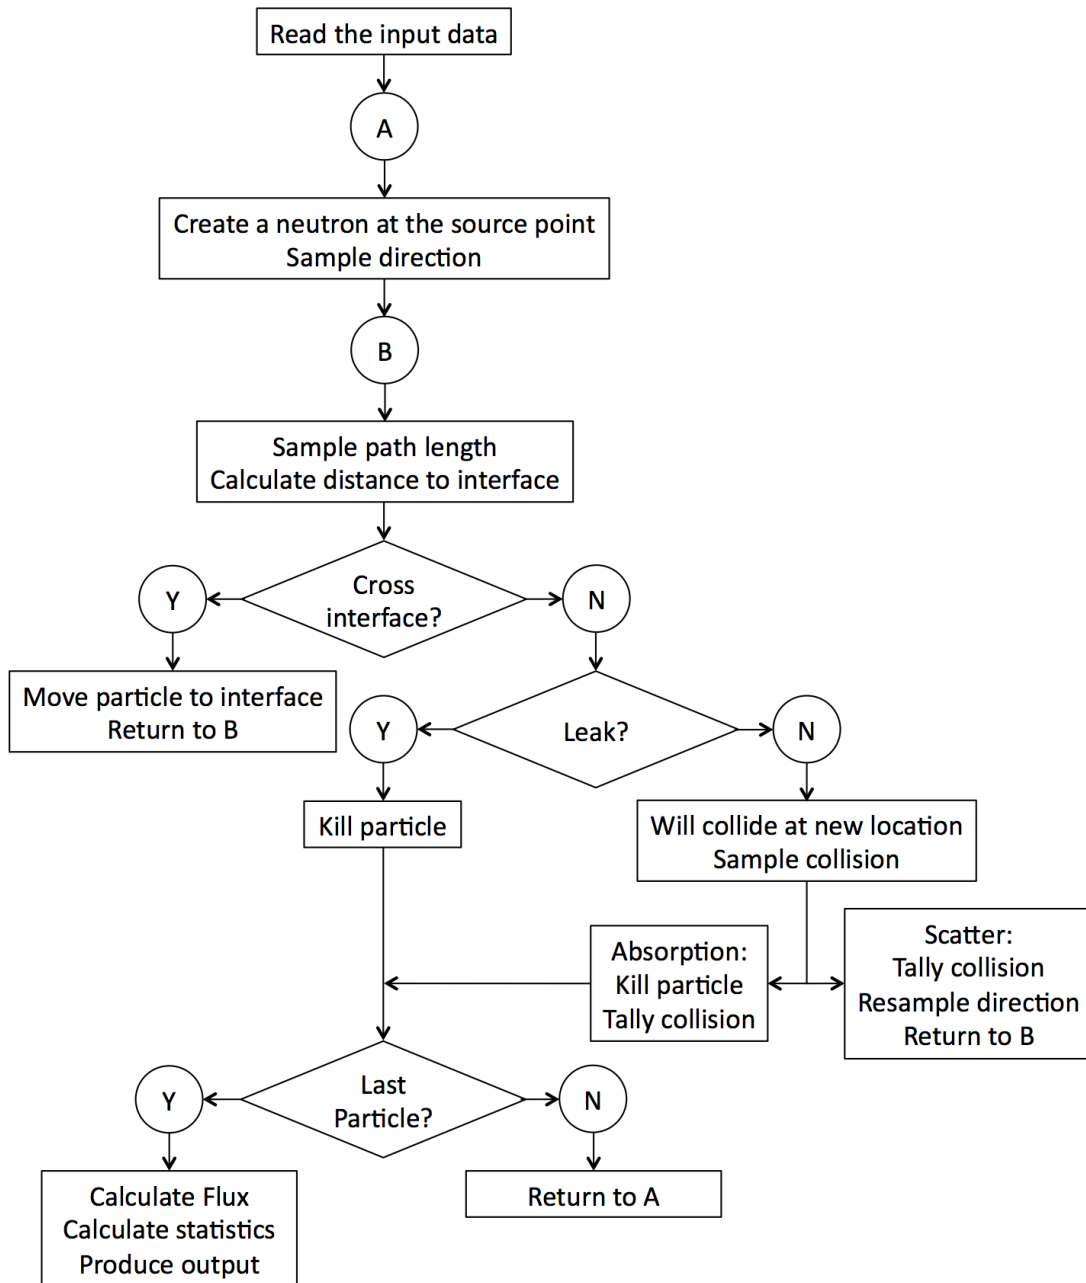 Read the input data
A
Create a neutron at the source point
Sample direction
B
Sample path length
Calculate distance to interface
Cross
interface?
Y
N
Move particle to interface
Return to B
Leak?
Y
N
Kill particle
Will collide at new location
Sample collision
Absorption:
Kill particle
Tally collision
Scatter:
Tally collision
Resample direction
Return to B
Last
Particle?
Y
N
Calculate Flux
Calculate statistics
Produce output
Return to A